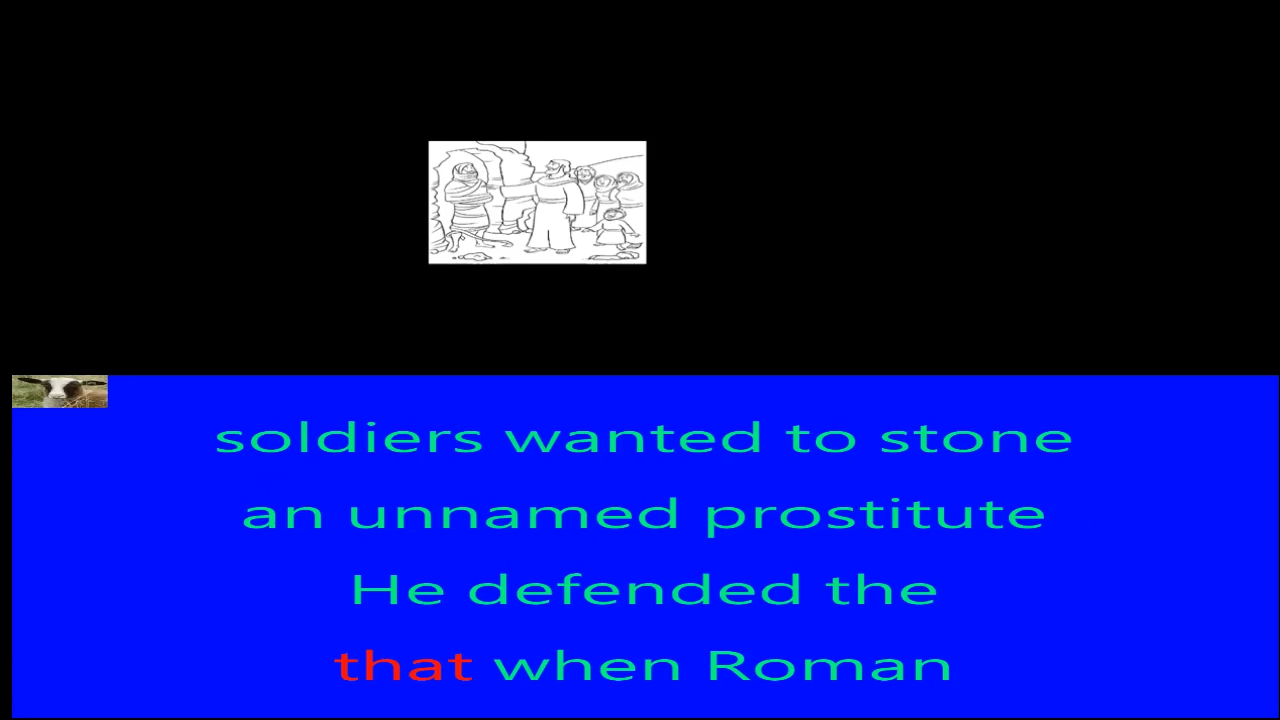 soldiers wanted to stone
an unnamed prostitute
He defended the
that when Roman